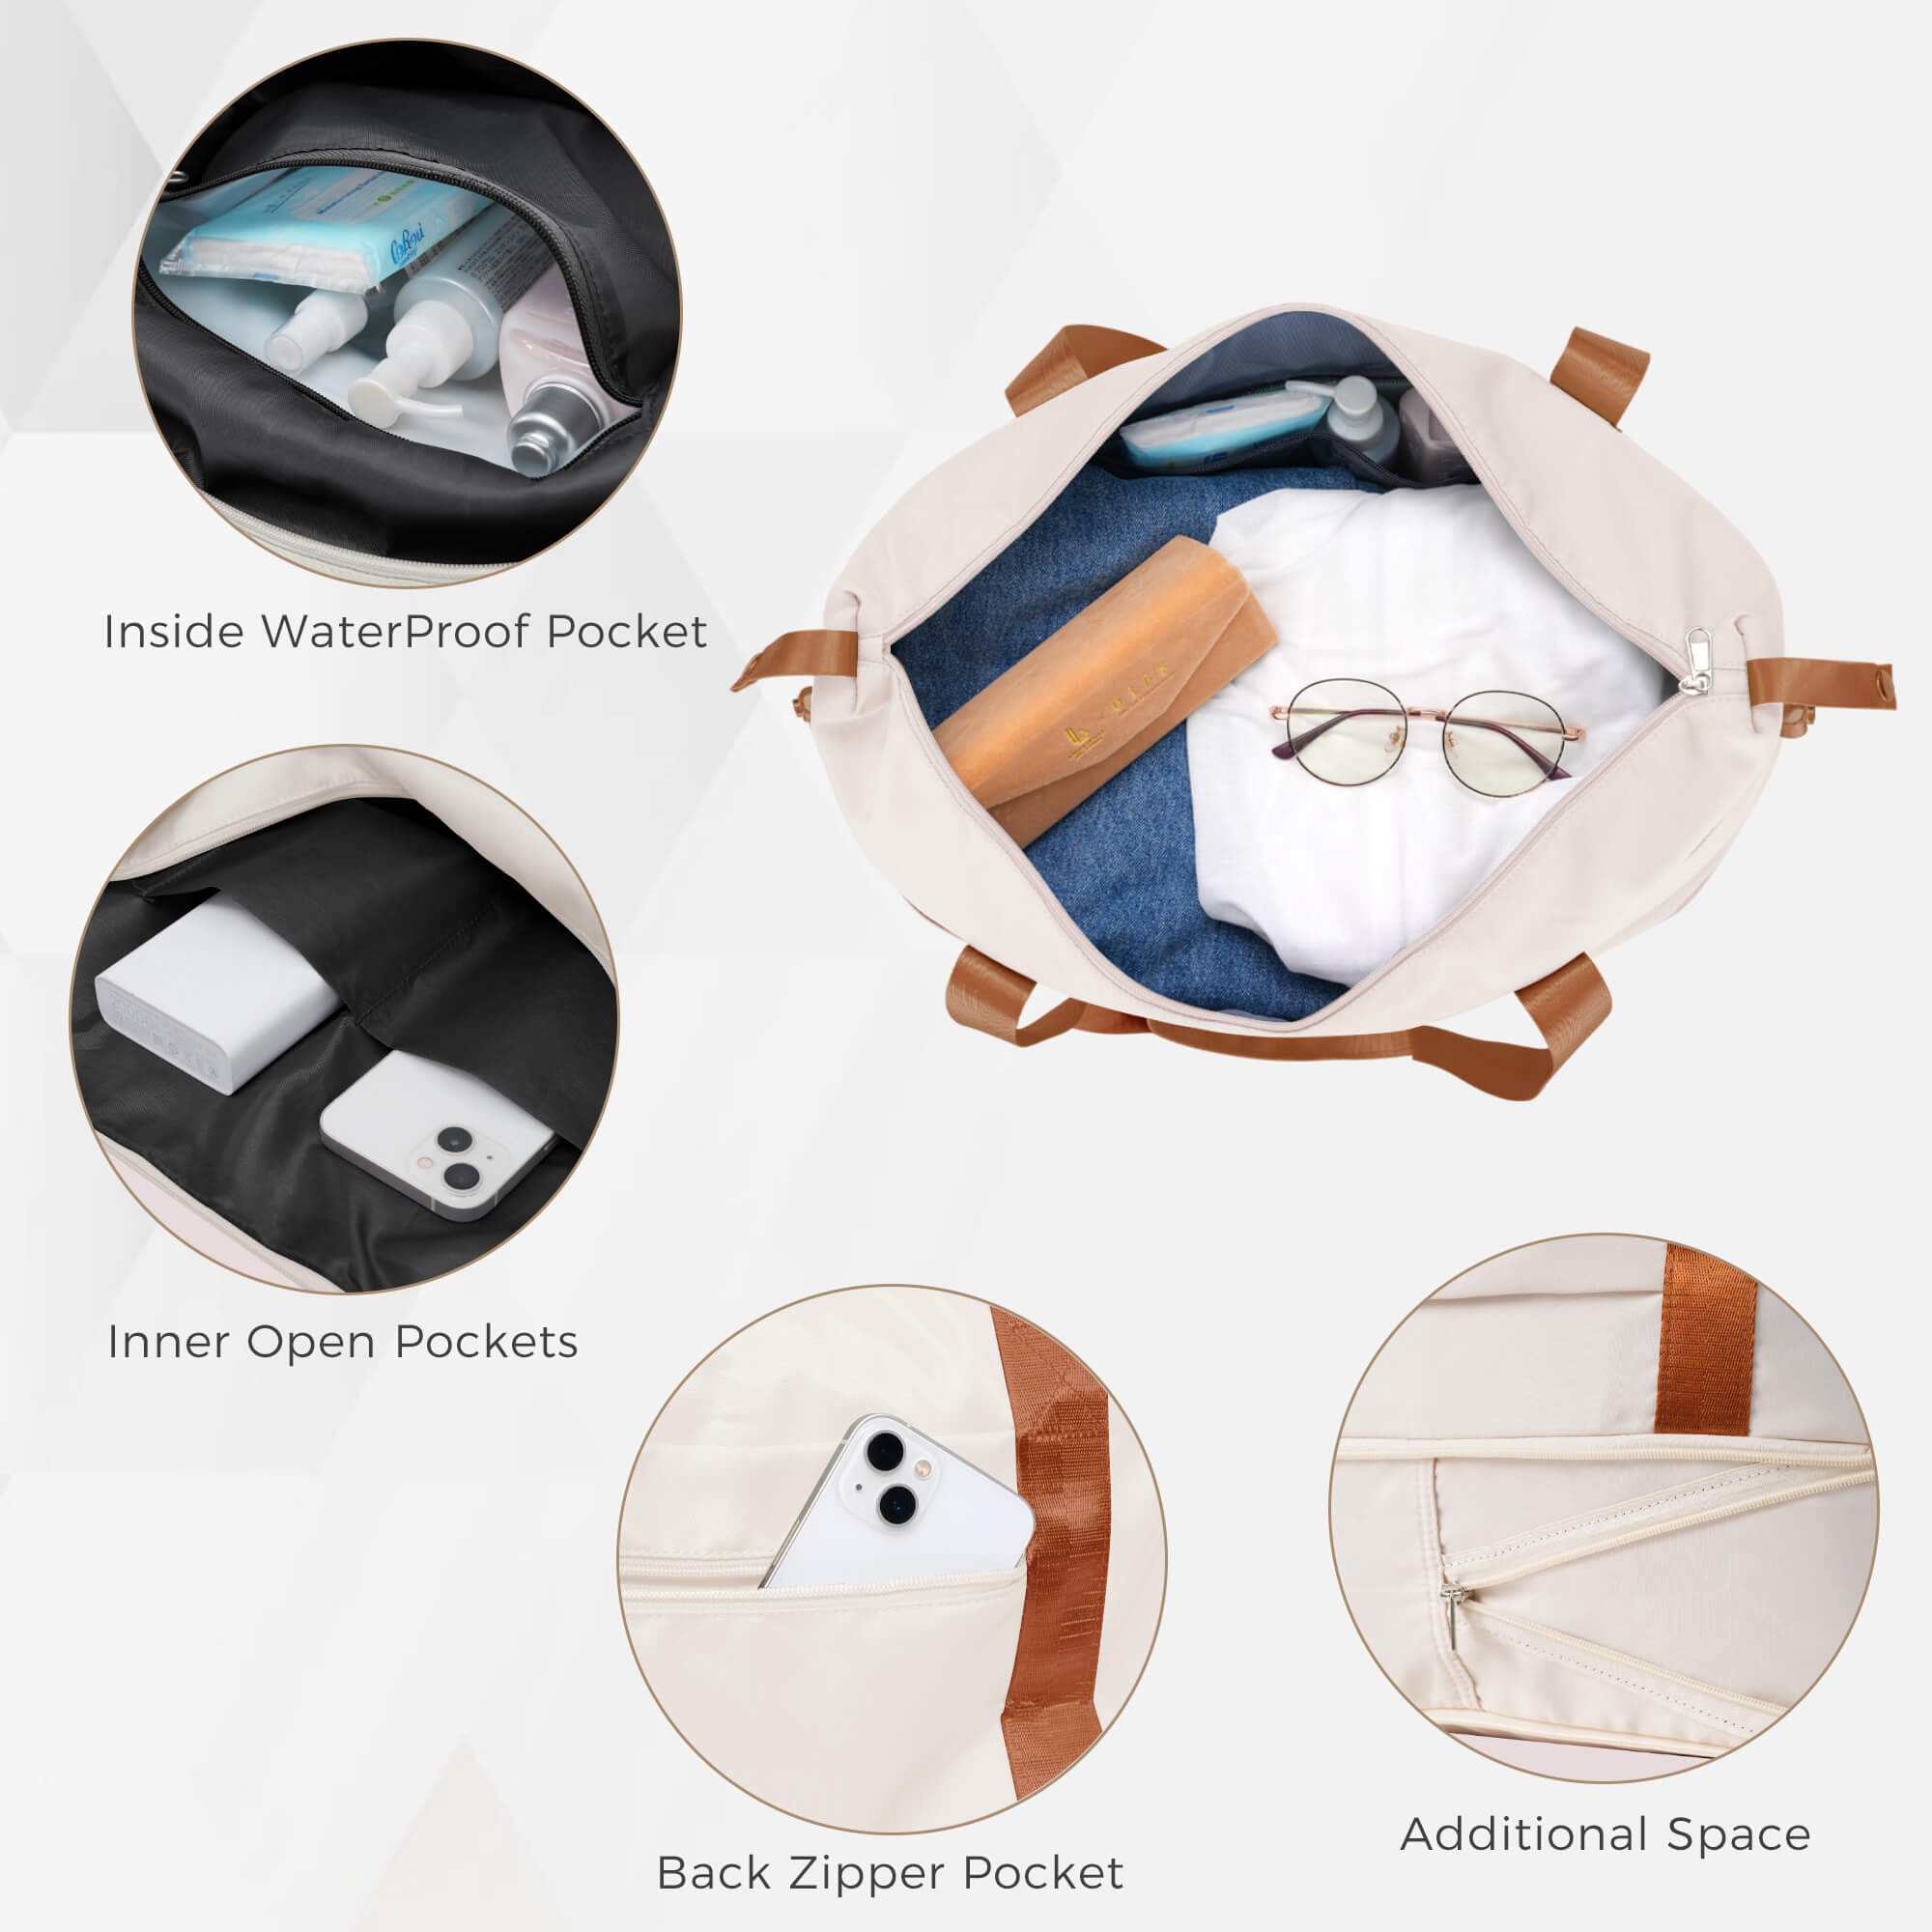 Inside WaterProof Pocket
Inner Open Pockets
Back Zipper Pocket
Additional Space